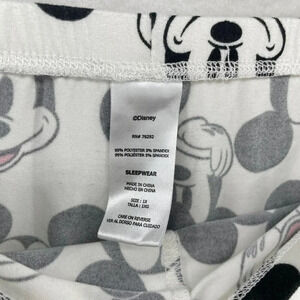 ©Disney
RN# 76292
95% POLYESTER 5% SPANDEX
95% POLYESTER 5% SPANDEX
SLEEPWEAR
MADE IN CHINA
HECHO EN CHINA
SIZE : 1X
TALLA : 1XG
CARE ON REVERSE
VER AL DORSO PARA CUIDADO